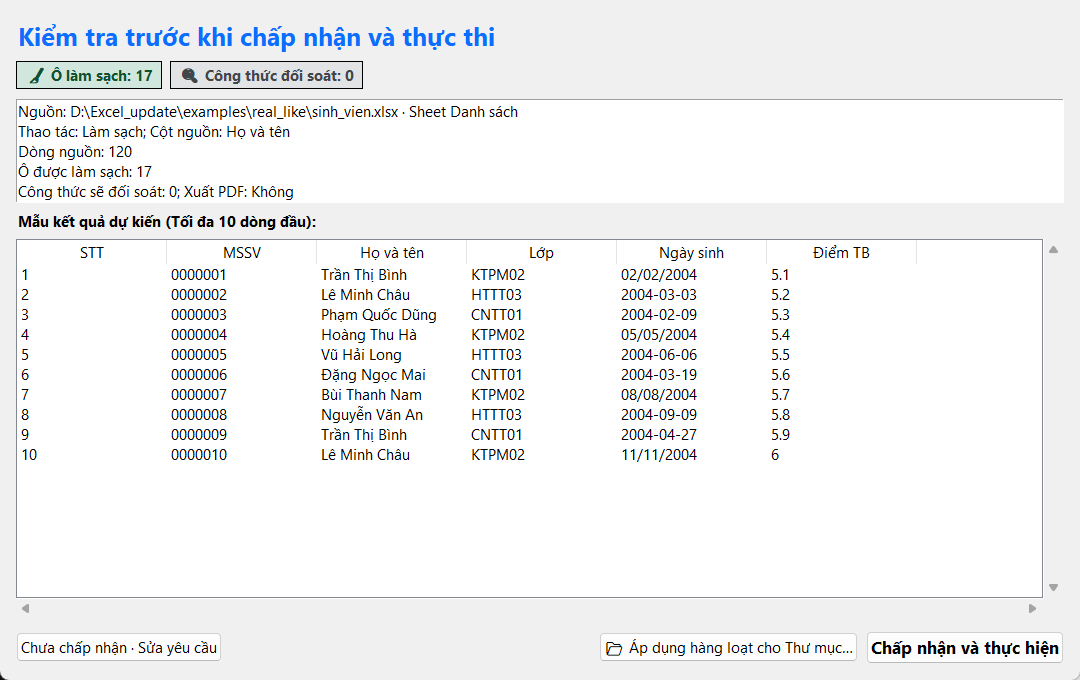 Kiểm tra trước khi chấp nhận và thực thi
Ô làm sạch: 17 Công thức đối soát: 0
Nguồn: D:\Excel_update\examples\real_like\sinh_vien.xlsx · Sheet Danh sách
Thao tác: Làm sạch; Cột nguồn: Họ và tên
Dòng nguồn: 120
Ô được làm sạch: 17
Công thức sẽ đối soát: 0; Xuất PDF: Không
Mẫu kết quả dự kiến (Tối đa 10 dòng đầu):
STT MSSV Họ và tên Lớp Ngày sinh Điểm TB
1 0000001 Trần Thị Bình KTPM02 02/02/2004 5.1
2 0000002 Lê Minh Châu HTTT03 2004-03-03 5.2
3 0000003 Phạm Quốc Dũng CNTT01 2004-02-09 5.3
4 0000004 Hoàng Thu Hà KTPM02 05/05/2004 5.4
5 0000005 Vũ Hải Long HTTT03 2004-06-06 5.5
6 0000006 Đặng Ngọc Mai CNTT01 2004-03-19 5.6
7 0000007 Bùi Thanh Nam KTPM02 08/08/2004 5.7
8 0000008 Nguyễn Văn An HTTT03 2004-09-09 5.8
9 0000009 Trần Thị Bình CNTT01 2004-04-27 5.9
10 0000010 Lê Minh Châu KTPM02 11/11/2004 6
Chưa chấp nhận · Sửa yêu cầu Áp dụng hàng loạt cho Thư mục... Chấp nhận và thực hiện